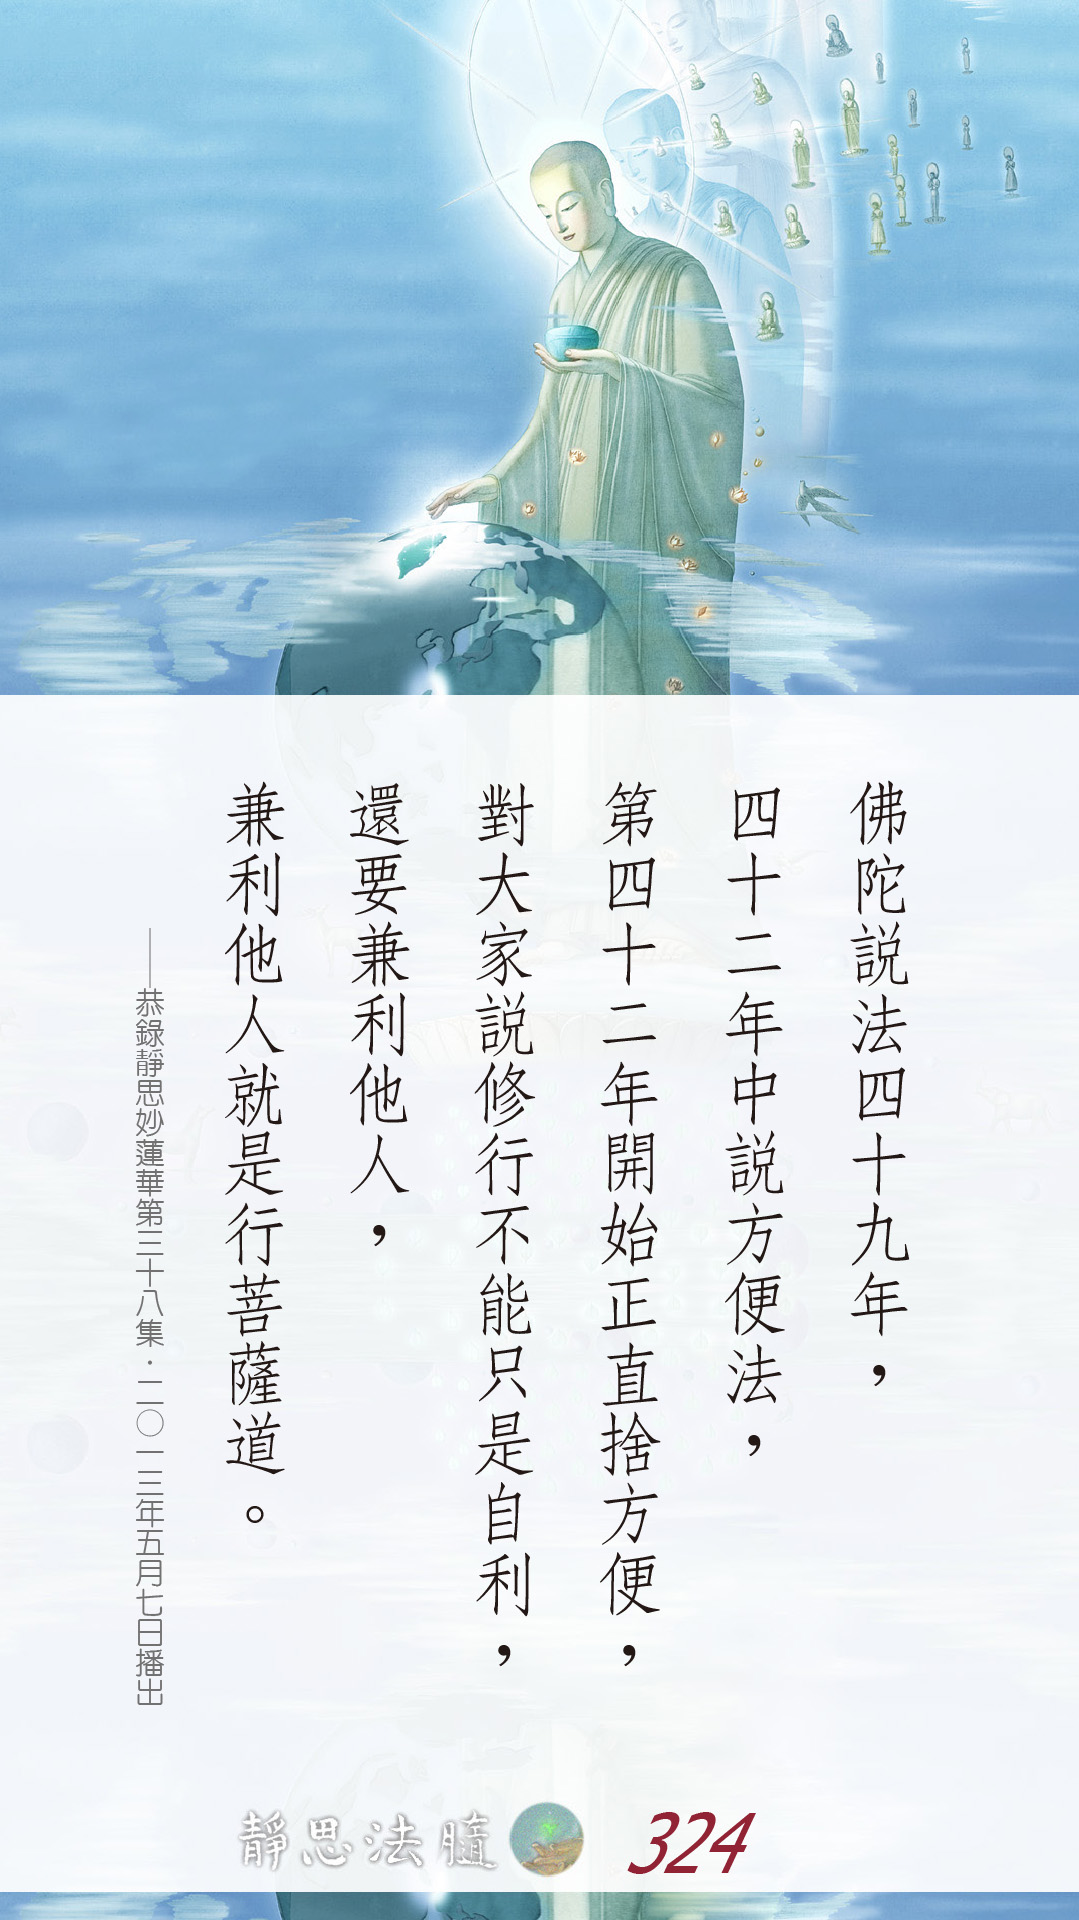 佛陀説法四十九年，
四十二年中説方便法，
第四十二年開始正直捨方便，
對大家説修行不能只是自利，
還要兼利他人，
兼利他人就是行菩薩道。
——恭錄靜思妙蓮華第三十八集．二〇一三年五月七日播出
靜思法髓
324